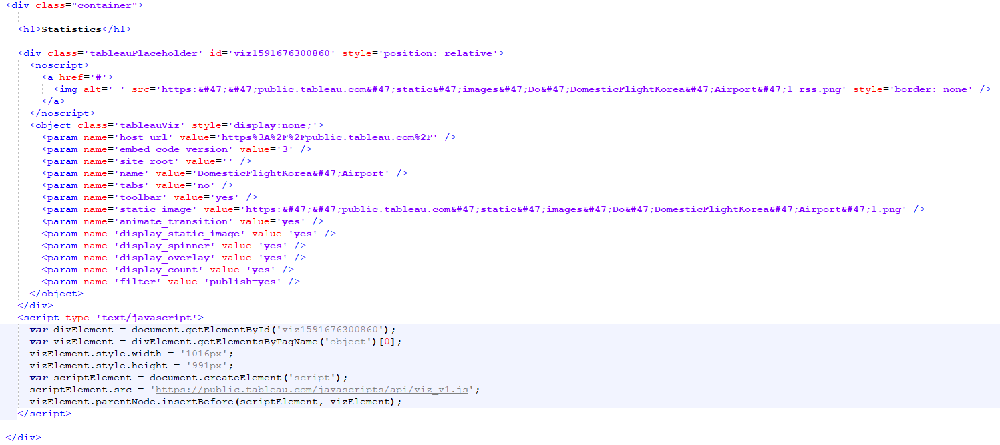 <div class="container">
<h1>Statistics</h1>
<div class='tableauPlaceholder' id='viz1591676300860' style='position: relative'>
<noscript>
<a href='#'>
<img alt=' ' src='https:&#47;&#47;public.tableau.com&#47;static&#47;images&#47;Do&#47;DomesticFlightKorea&#47;Airport&#47;1_rss.png' style='border: none' />
</a>
</noscript>
<object class='tableauViz' style='display:none;'>
<param name='host_url' value='https%3A%2F%2Fpublic.tableau.com%2F' />
<param name='embed_code_version' value='3' />
<param name='site_root' value='' />
<param name='name' value='DomesticFlightKorea&#47;Airport' />
<param name='tabs' value='no' />
<param name='toolbar' value='yes' />
<param name='static_image' value='https:&#47;&#47;public.tableau.com&#47;static&#47;images&#47;Do&#47;DomesticFlightKorea&#47;Airport&#47;1.png' />
<param name='animate_transition' value='yes' />
<param name='display_static_image' value='yes' />
<param name='display_spinner' value='yes' />
<param name='display_overlay' value='yes' />
<param name='display_count' value='yes' />
<param name='filter' value='publish=yes' />
</object>
</div>
<script type='text/javascript'>
var divElement = document.getElementById('viz1591676300860');
var vizElement = divElement.getElementsByTagName('object')[0];
vizElement.style.width = '1016px';
vizElement.style.height = '991px';
var scriptElement = document.createElement('script');
scriptElement.src = 'https://public.tableau.com/javascripts/api/viz_v1.js';
vizElement.parentNode.insertBefore(scriptElement, vizElement);
</script>
</div>